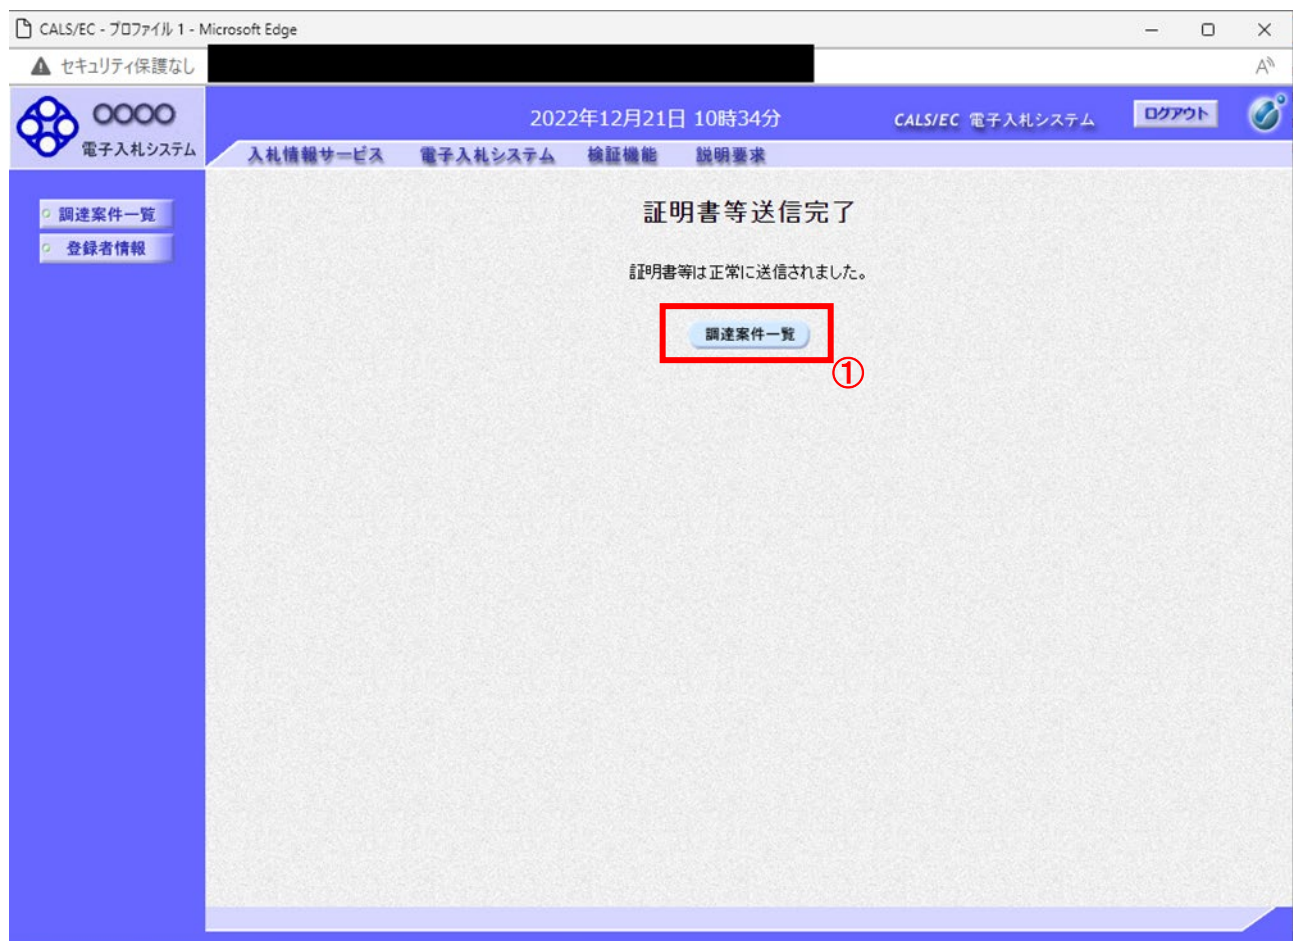 CALS/EC - プロファイル 1 - Microsoft Edge
セキュリティ保護なし
〇〇〇〇
電子入札システム
2022年12月21日 10時34分
CALS/EC 電子入札システム
ログアウト
入札情報サービス 電子入札システム 検証機能 説明要求
調達案件一覧
登録者情報
証明書等送信完了
証明書等は正常に送信されました。
調達案件一覧
①